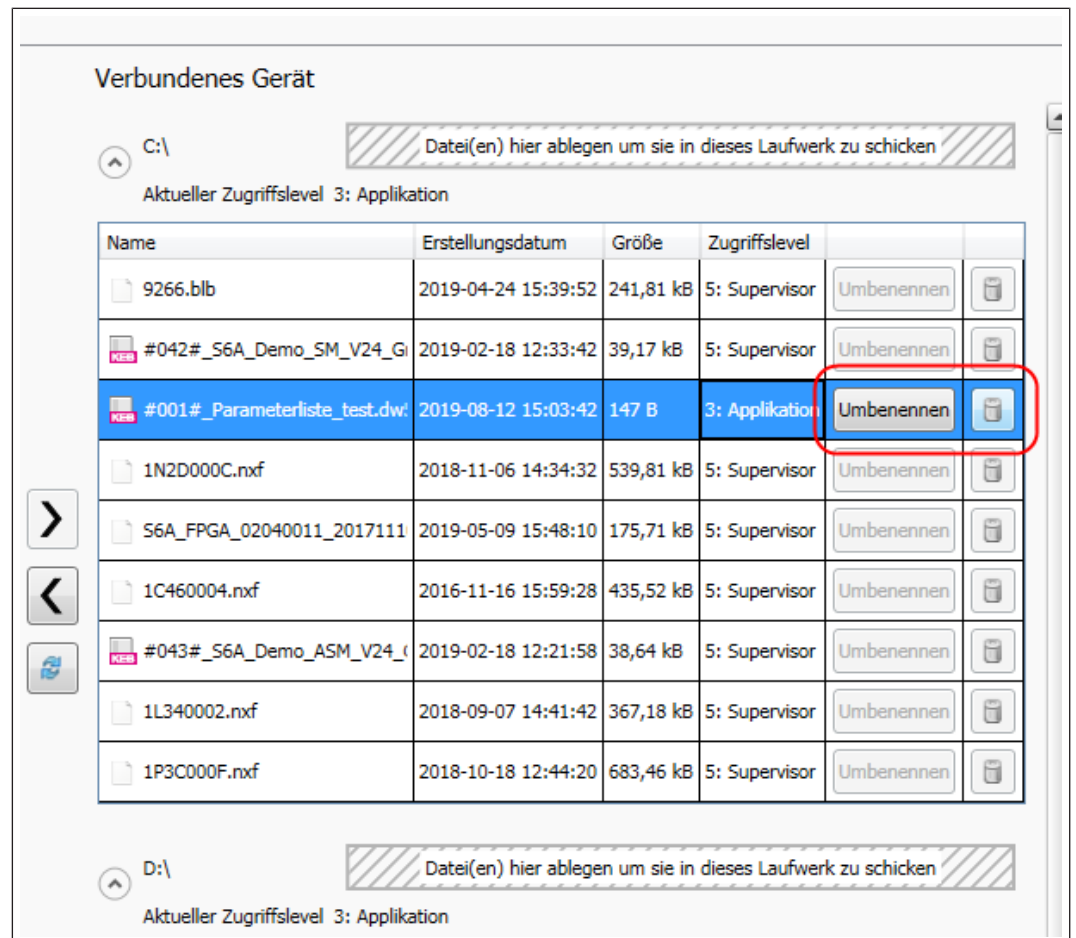 Verbundenes Gerät
C:\ Datei(en) hier ablegen um sie in dieses Laufwerk zu schicken
Aktueller Zugriffslevel 3: Applikation
Name Erstellungsdatum Größe Zugriffslevel
9266.blb 2019-04-24 15:39:52 241,81 kB 5: Supervisor Umbenennen
KEB #042#_S6A_Demo_SM_V24_G 2019-02-18 12:33:42 39,17 kB 5: Supervisor Umbenennen
KEB #001#_Parameterliste_test.dw 2019-08-12 15:03:42 147 B 3: Applikation Umbenennen
1N2D000C.nxf 2018-11-06 14:34:32 539,81 kB 5: Supervisor Umbenennen
S6A_FPGA_02040011_2017111 2019-05-09 15:48:10 175,71 kB 5: Supervisor Umbenennen
1C460004.nxf 2016-11-16 15:59:28 435,52 kB 5: Supervisor Umbenennen
KEB #043#_S6A_Demo_ASM_V24_ 2019-02-18 12:21:58 38,64 kB 5: Supervisor Umbenennen
1L340002.nxf 2018-09-07 14:41:42 367,18 kB 5: Supervisor Umbenennen
1P3C000F.nxf 2018-10-18 12:44:20 683,46 kB 5: Supervisor Umbenennen
D:\ Datei(en) hier ablegen um sie in dieses Laufwerk zu schicken
Aktueller Zugriffslevel 3: Applikation